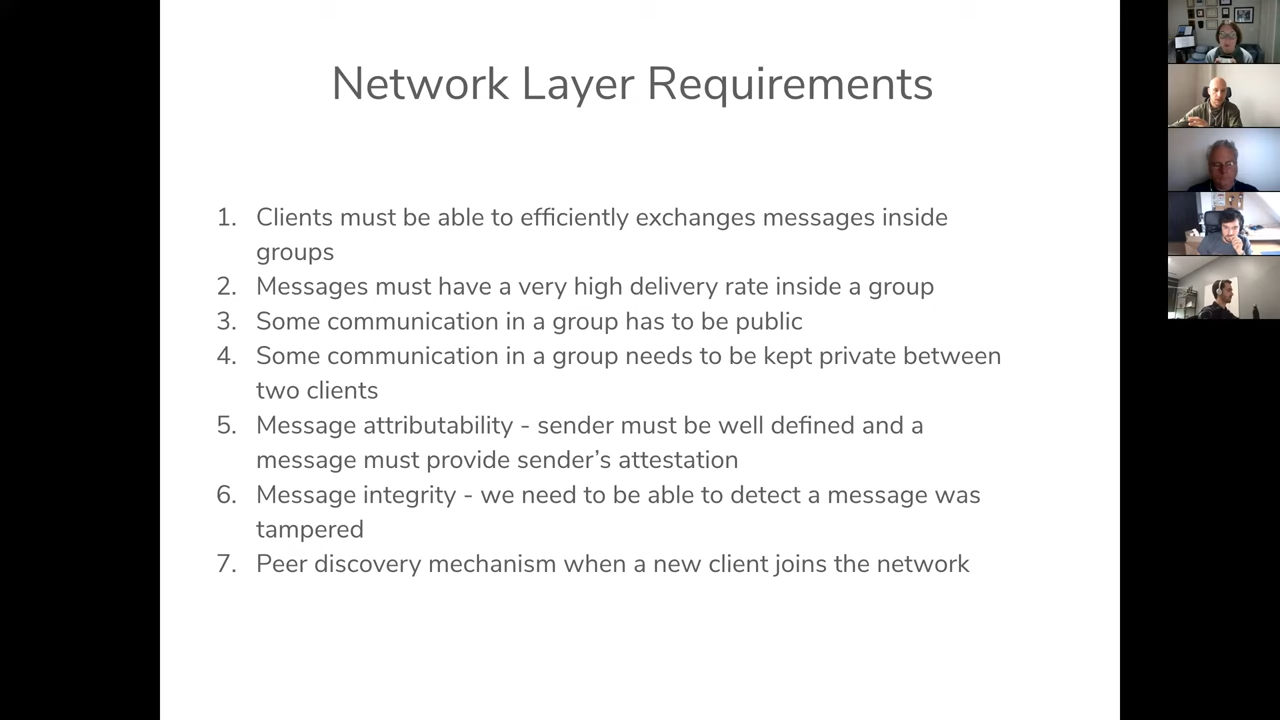 Network Layer Requirements
1. Clients must be able to efficiently exchanges messages inside
groups
2. Messages must have a very high delivery rate inside a group
3. Some communication in a group has to be public
4. Some communication in a group needs to be kept private between
two clients
5. Message attributability - sender must be well defined and a
message must provide sender’s attestation
6. Message integrity - we need to be able to detect a message was
tampered
7. Peer discovery mechanism when a new client joins the network